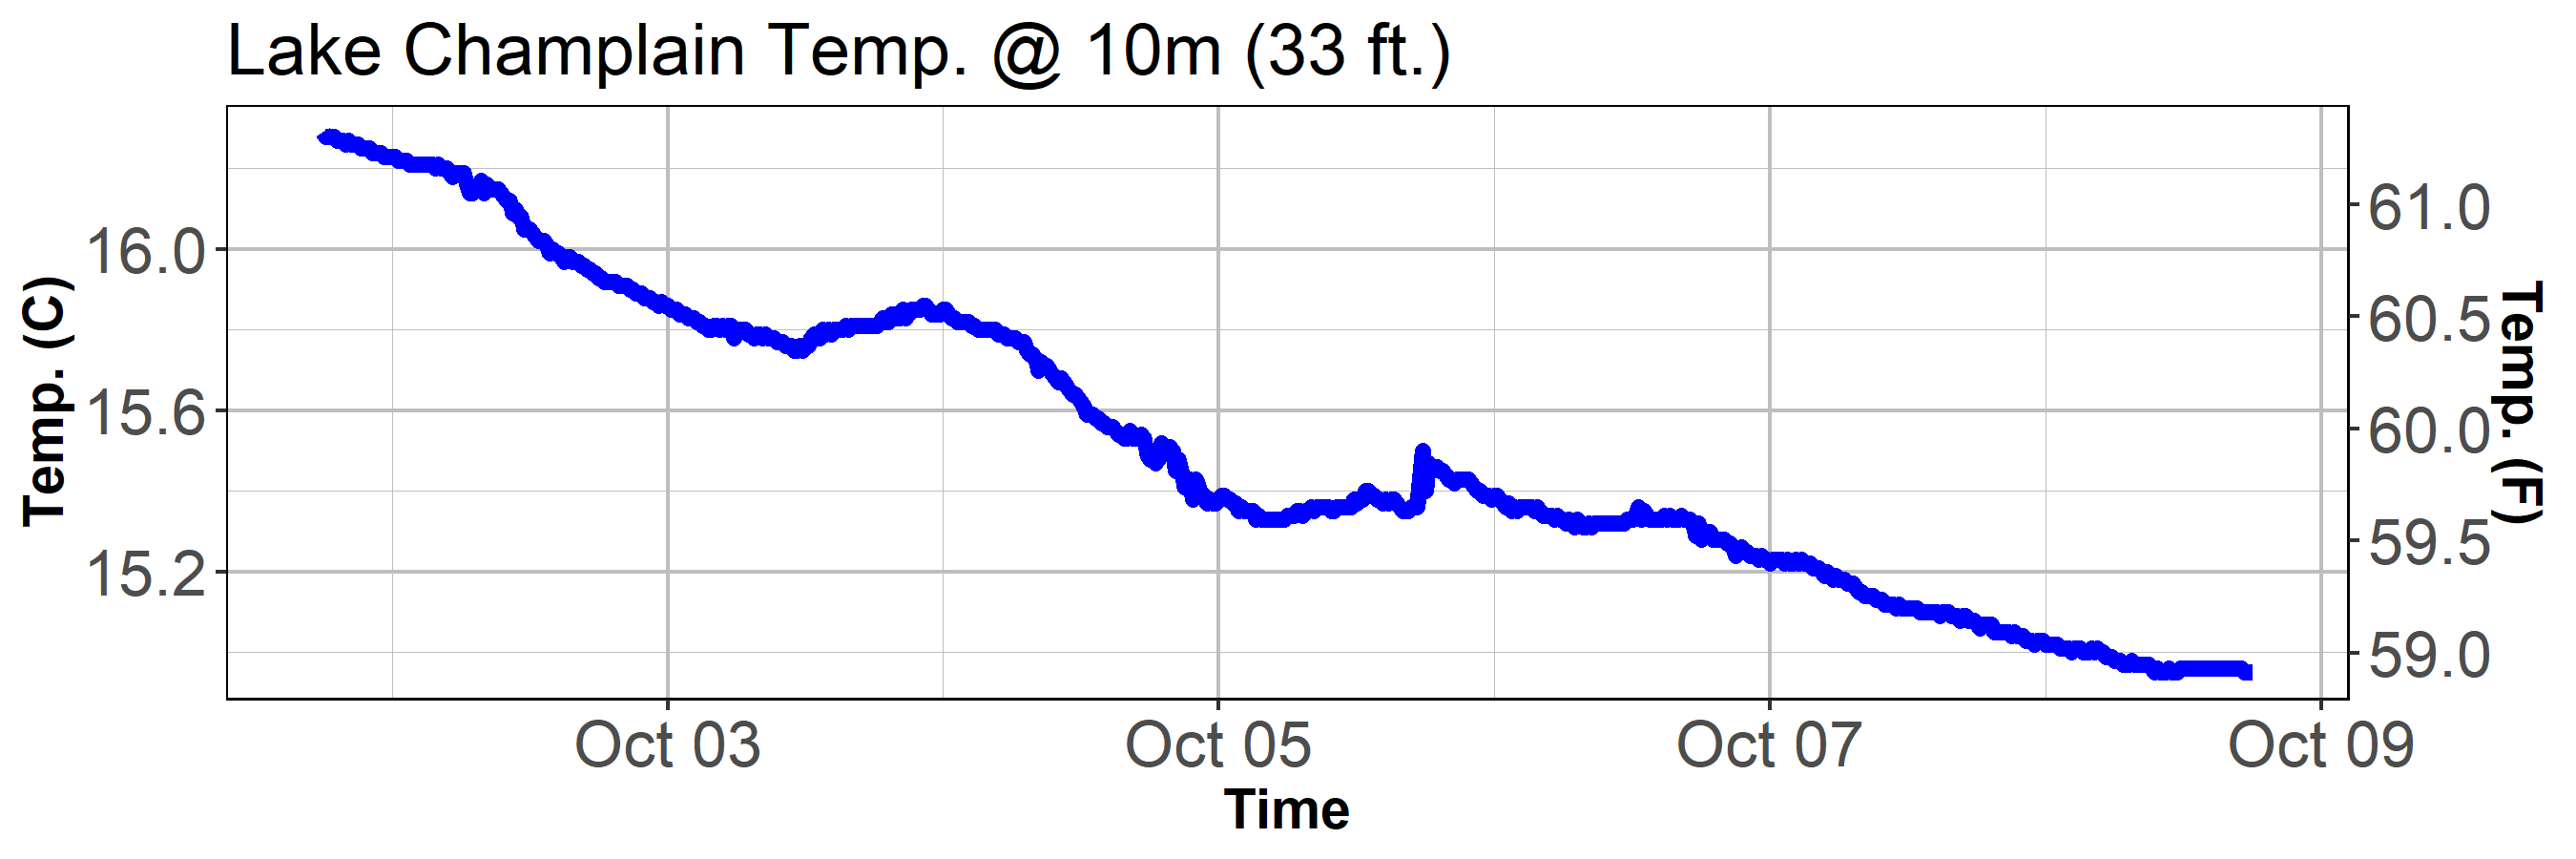 Lake Champlain Temp. @ 10m (33 ft.)
Temp. (C)
16.0
15.6
15.2
61.0
60.5
60.0
59.5
59.0
Temp. (F)
Oct 03
Oct 05
Oct 07
Oct 09
Time